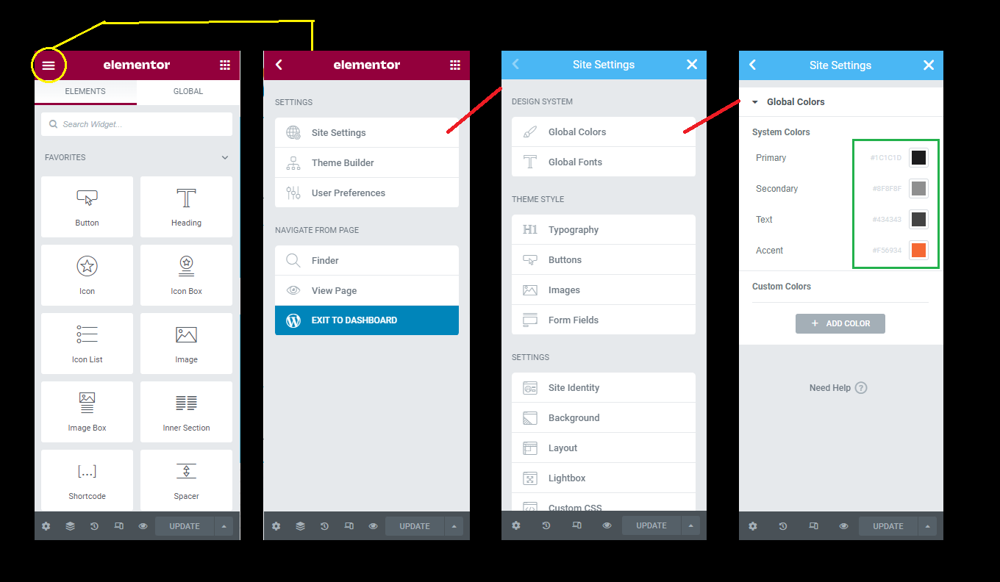 elementor
ELEMENTS GLOBAL
Search Widget...
FAVORITES
Button Heading
Icon Icon Box
Icon List Image
Image Box Inner Section
[...]
Shortcode Spacer
UPDATE
elementor
SETTINGS
Site Settings
Theme Builder
User Preferences
NAVIGATE FROM PAGE
Finder
View Page
EXIT TO DASHBOARD
UPDATE
Site Settings
DESIGN SYSTEM
Global Colors
Global Fonts
THEME STYLE
H1 Typography
Buttons
Images
Form Fields
SETTINGS
Site Identity
Background
Layout
Lightbox
Custom CSS
UPDATE
Site Settings
Global Colors
System Colors
Primary #1C1C1D
Secondary #8F8F8F
Text #434343
Accent #F56934
Custom Colors
+ ADD COLOR
Need Help ?
UPDATE